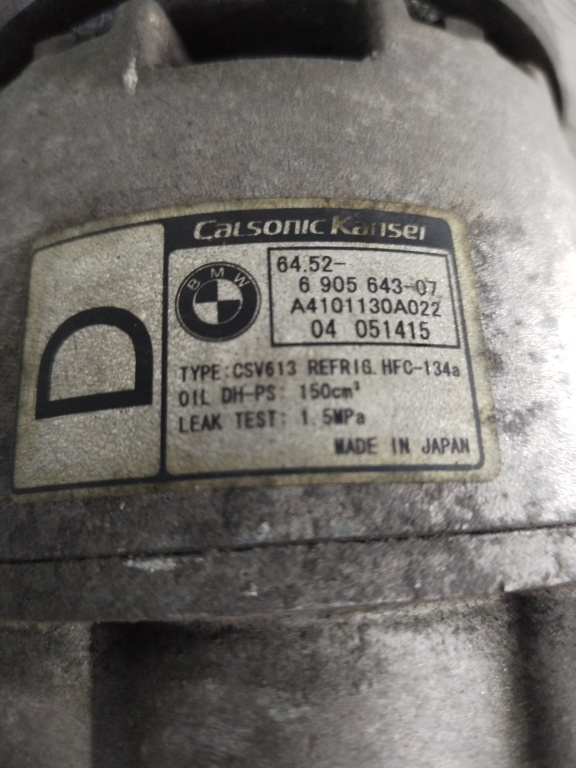 D
Calsonic Kansei
BMW
64.52-
6 905 643-07
A4101130A022
04 051415
TYPE:CSV613 REFRIG.HFC-134a
OIL DH-PS: 150cm³
LEAK TEST: 1.5MPa
MADE IN JAPAN